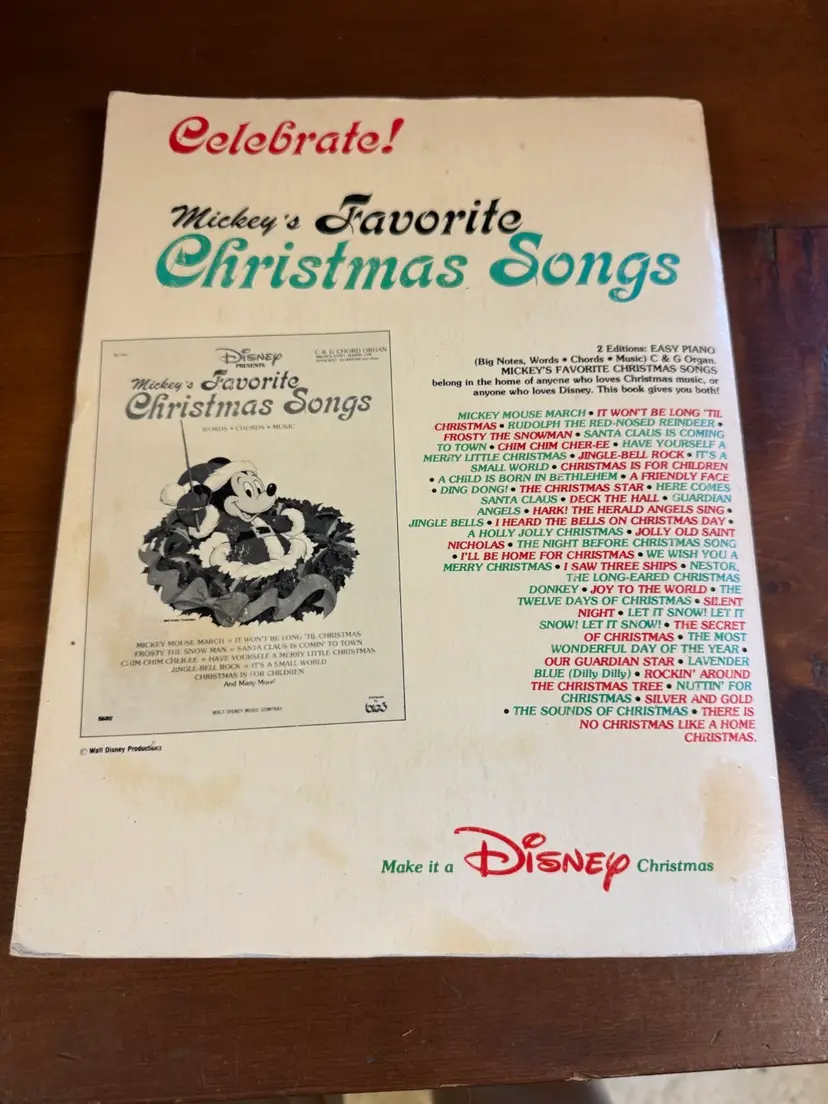 Celebrate!
Mickey's Favorite
Christmas Songs
DISNEY
PRESENTS
C & G CHORD ORGAN
Mickey's Favorite
Christmas Songs
WORDS • CHORDS • MUSIC
MICKEY MOUSE MARCH • IT WON'T BE LONG 'TIL CHRISTMAS
FROSTY THE SNOW MAN • SANTA CLAUS IS COMIN' TO TOWN
CHIM CHIM CHER-EE • HAVE YOURSELF A MERRY LITTLE CHRISTMAS
JINGLE-BELL ROCK • IT'S A SMALL WORLD
CHRISTMAS IS FOR CHILDREN
And Many More!
WALT DISNEY MUSIC COMPANY
big3
© Walt Disney Productions
2 Editions: EASY PIANO
(Big Notes, Words • Chords • Music) C & G Organ.
MICKEY'S FAVORITE CHRISTMAS SONGS
belong in the home of anyone who loves Christmas music, or
anyone who loves Disney. This book gives you both!
MICKEY MOUSE MARCH • IT WON'T BE LONG 'TIL
CHRISTMAS • RUDOLPH THE RED-NOSED REINDEER •
FROSTY THE SNOWMAN • SANTA CLAUS IS COMING
TO TOWN • CHIM CHIM CHER-EE • HAVE YOURSELF A
MERRY LITTLE CHRISTMAS • JINGLE-BELL ROCK • IT'S A
SMALL WORLD • CHRISTMAS IS FOR CHILDREN
• A CHILD IS BORN IN BETHLEHEM • A FRIENDLY FACE
• DING DONG! • THE CHRISTMAS STAR • HERE COMES
SANTA CLAUS • DECK THE HALL • GUARDIAN
ANGELS • HARK! THE HERALD ANGELS SING •
JINGLE BELLS • I HEARD THE BELLS ON CHRISTMAS DAY •
A HOLLY JOLLY CHRISTMAS • JOLLY OLD SAINT
NICHOLAS • THE NIGHT BEFORE CHRISTMAS SONG
• I'LL BE HOME FOR CHRISTMAS • WE WISH YOU A
MERRY CHRISTMAS • I SAW THREE SHIPS • NESTOR,
THE LONG-EARED CHRISTMAS
DONKEY • JOY TO THE WORLD • THE
TWELVE DAYS OF CHRISTMAS • SILENT
NIGHT • LET IT SNOW! LET IT
SNOW! LET IT SNOW! • THE SECRET
OF CHRISTMAS • THE MOST
WONDERFUL DAY OF THE YEAR •
OUR GUARDIAN STAR • LAVENDER
BLUE (Dilly Dilly) • ROCKIN' AROUND
THE CHRISTMAS TREE • NUTTIN' FOR
CHRISTMAS • SILVER AND GOLD
• THE SOUNDS OF CHRISTMAS • THERE IS
NO CHRISTMAS LIKE A HOME
CHRISTMAS.
Make it a DISNEY Christmas